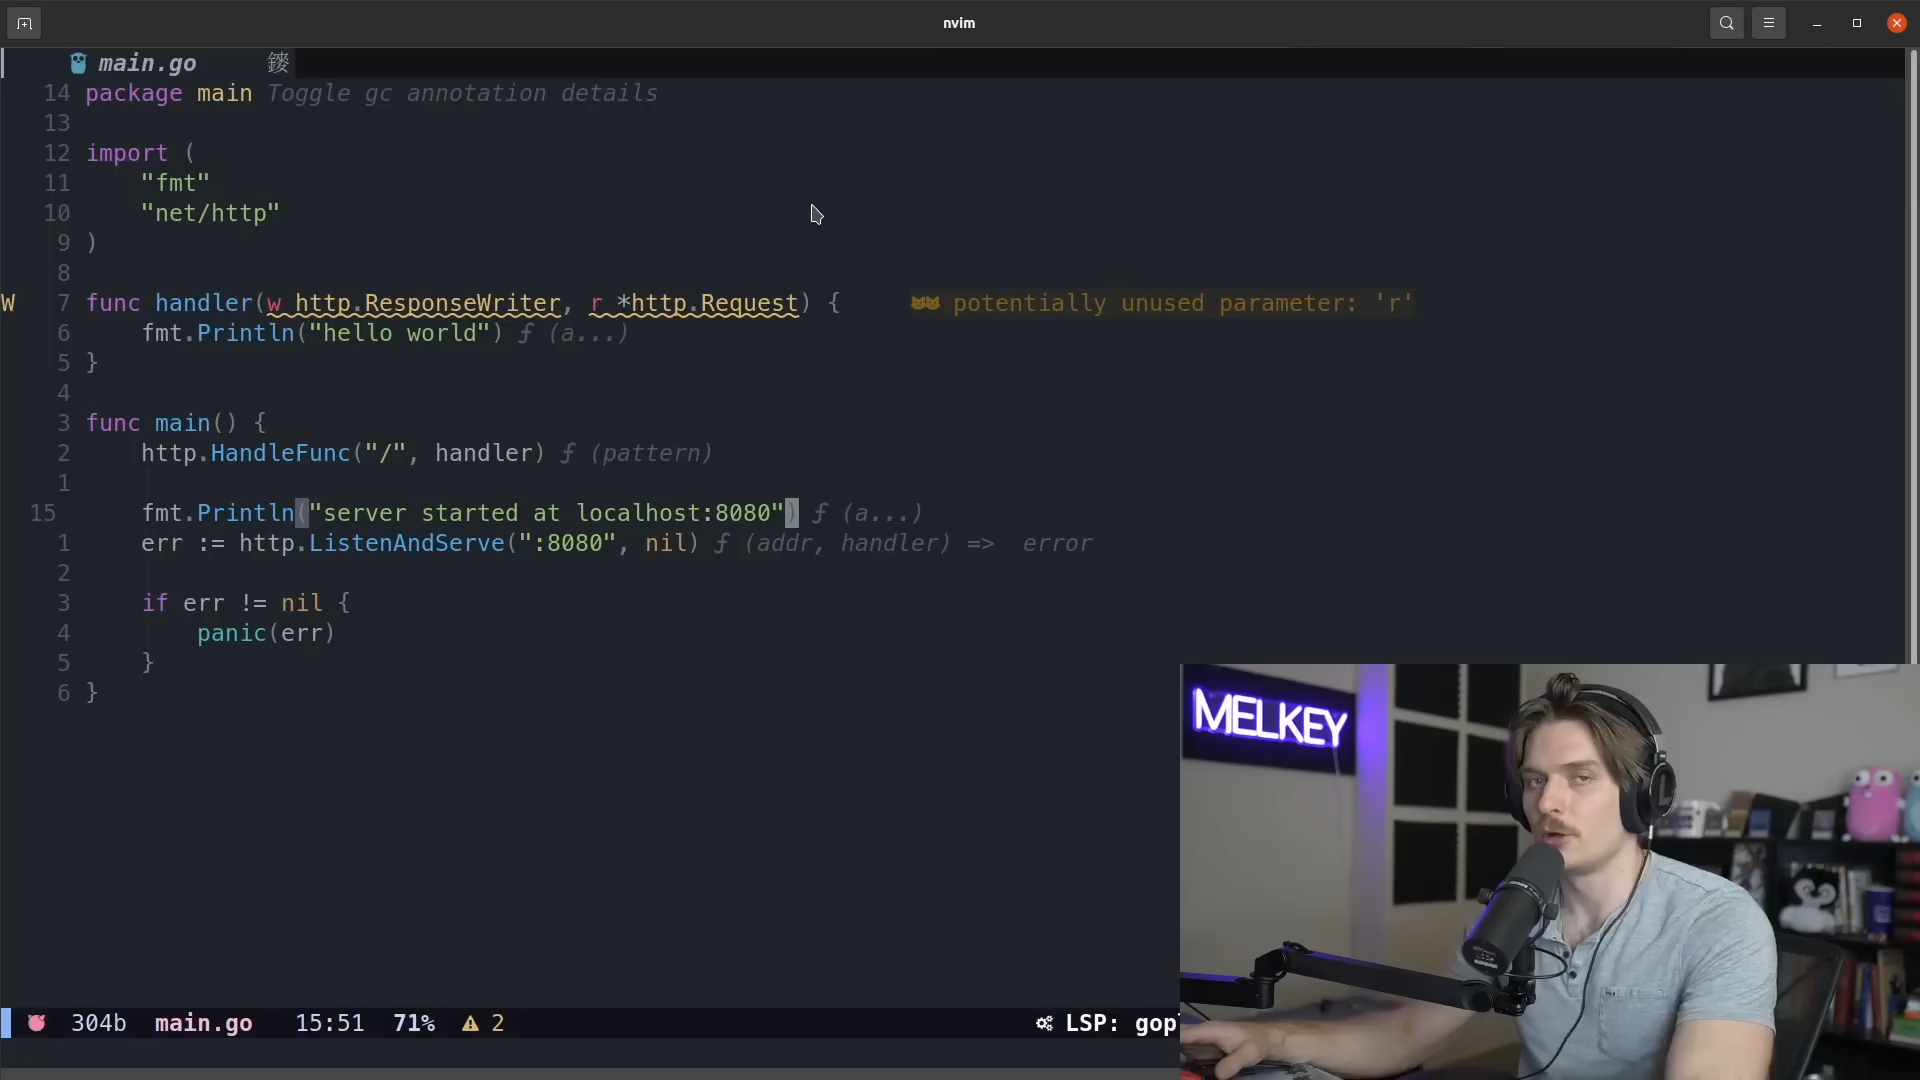 nvim
main.go
14 package main Toggle gc annotation details
13
12 import (
11 "fmt"
10 "net/http"
9 )
8
W 7 func handler(w http.ResponseWriter, r *http.Request) { potentially unused parameter: 'r'
6 fmt.Println("hello world") ƒ (a...)
5 }
4
3 func main() {
2 http.HandleFunc("/", handler) ƒ (pattern)
1
15 fmt.Println("server started at localhost:8080") ƒ (a...)
1 err := http.ListenAndServe(":8080", nil) ƒ (addr, handler) => error
2
3 if err != nil {
4 panic(err)
5 }
6 }
MELKEY
304b main.go 15:51 71% 2 LSP: gop